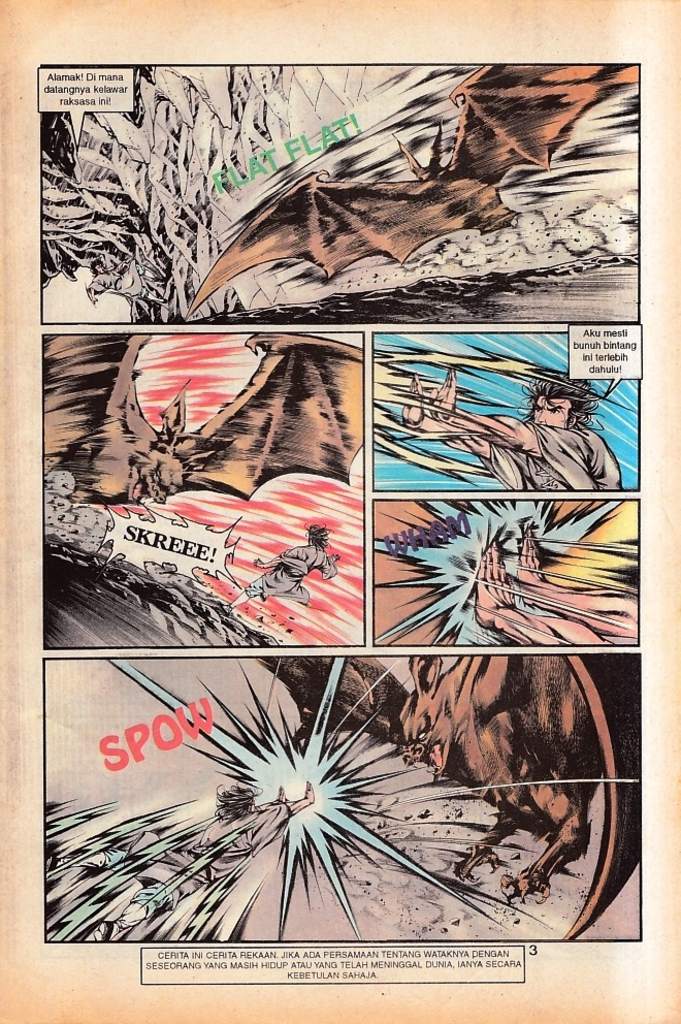 Alamak! Di mana
datangnya kelawar
raksasa ini!
FLAT FLAT!
SKREEE!
Aku mesti
bunuh bintang
ini terlebih
dahulu!
WHAM
SPOW
3
CERITA INI CERITA REKAAN. JIKA ADA PERSAMAAN TENTANG WATAKNYA DENGAN
SESEORANG YANG MASIH HIDUP ATAU YANG TELAH MENINGGAL DUNIA, IANYA SECARA
KEBETULAN SAHAJA.